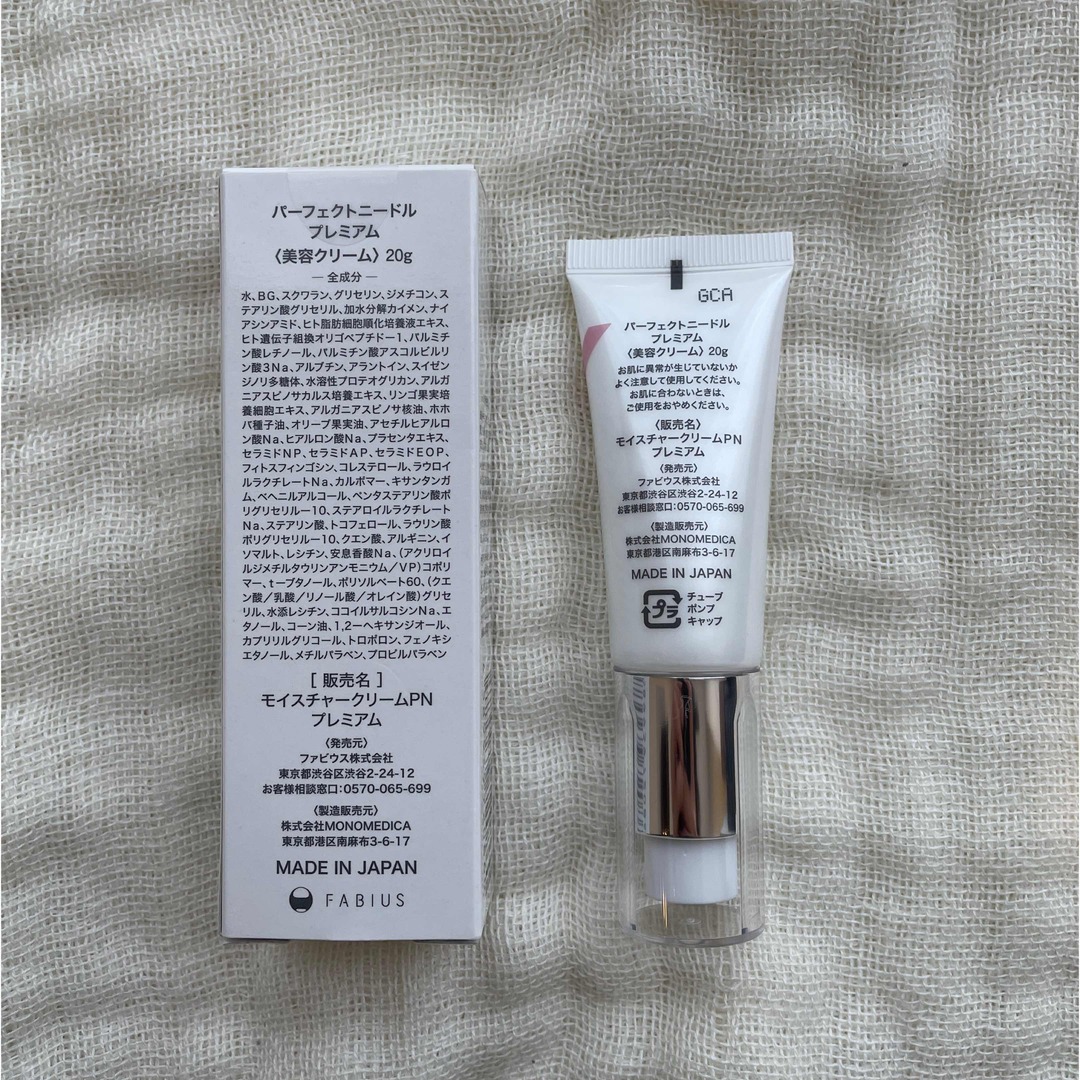 パーフェクトニードル
プレミアム
〈美容クリーム〉20g
― 全成分 ―
水、BG、スクワラン、グリセリン、ジメチコン、ス
テアリン酸グリセリル、加水分解カイメン、ナイ
アシンアミド、ヒト脂肪細胞順化培養液エキス、
ヒト遺伝子組換オリゴペプチド-1、パルミチ
ン酸レチノール、パルミチン酸アスコルビルリン
酸3Na、アルブチン、アラントイン、スイゼン
ジノリ多糖体、水溶性プロテオグリカン、アルガ
ニアスピノサカルス培養エキス、リンゴ果実培
養細胞エキス、アルガニアスピノサ核油、ホホ
バ種子油、オリーブ果実油、アセチルヒアルロ
ン酸Na、ヒアルロン酸Na、プラセンタエキス、
セラミドNP、セラミドAP、セラミドEOP、
フィトスフィンゴシン、コレステロール、ラウロイ
ルラクチレートNa、カルボマー、キサンタンガ
ム、ベヘニルアルコール、ペンタステアリン酸ポ
リグリセリル-10、ステアロイルラクチレート
Na、ステアリン酸、トコフェロール、ラウリン酸
ポリグリセリル-10、クエン酸、アルギニン、イ
ソマルト、レシチン、安息香酸Na、(アクリロイ
ルジメチルタウリンアンモニウム/VP)コポリ
マー、t-ブタノール、ポリソルベート60、(クエ
ン酸/乳酸/リノール酸/オレイン酸)グリセ
リル、水添レシチン、ココイルサルコシンNa、エ
タノール、コーン油、1,2-ヘキサンジオール、
カプリリルグリコール、トロポロン、フェノキシ
エタノール、メチルパラベン、プロピルパラベン
[ 販売名 ]
モイスチャークリームPN
プレミアム
〈発売元〉
ファビウス株式会社
東京都渋谷区渋谷2-24-12
お客様相談窓口:0570-065-699
〈製造販売元〉
株式会社MONOMEDICA
東京都港区南麻布3-6-17
MADE IN JAPAN
FABIUS
GCA
パーフェクトニードル
プレミアム
〈美容クリーム〉20g
お肌に異常が生じていないか
よく注意して使用してください。
お肌に合わないときは、
ご使用をおやめください。
〈販売名〉
モイスチャークリームPN
プレミアム
〈発売元〉
ファビウス株式会社
東京都渋谷区渋谷2-24-12
お客様相談窓口:0570-065-699
〈製造販売元〉
株式会社MONOMEDICA
東京都港区南麻布3-6-17
MADE IN JAPAN
プラ
チューブ
ポンプ
キャップ